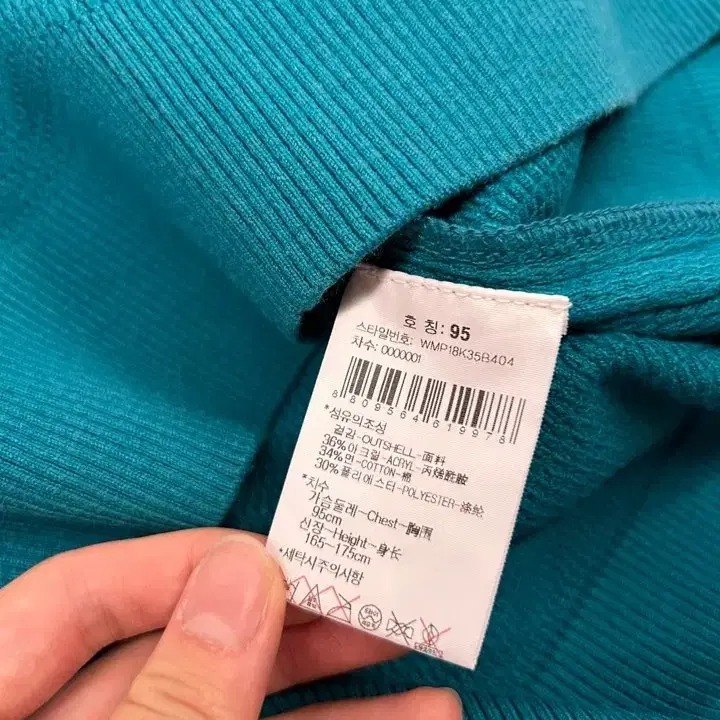 호 칭: 95
스타일번호: WMP18K35B404
차수: 0000001
8809564619978
*섬유의조성
겉감-OUTSHELL-面料
36%아크릴-ACRYL-丙烯酰胺
34%면-COTTON-棉
30%폴리에스터-POLYESTER-涤纶
*치수
가슴둘레-Chest-胸围
95cm
신장-Height-身长
165-175cm
*세탁시주의사항